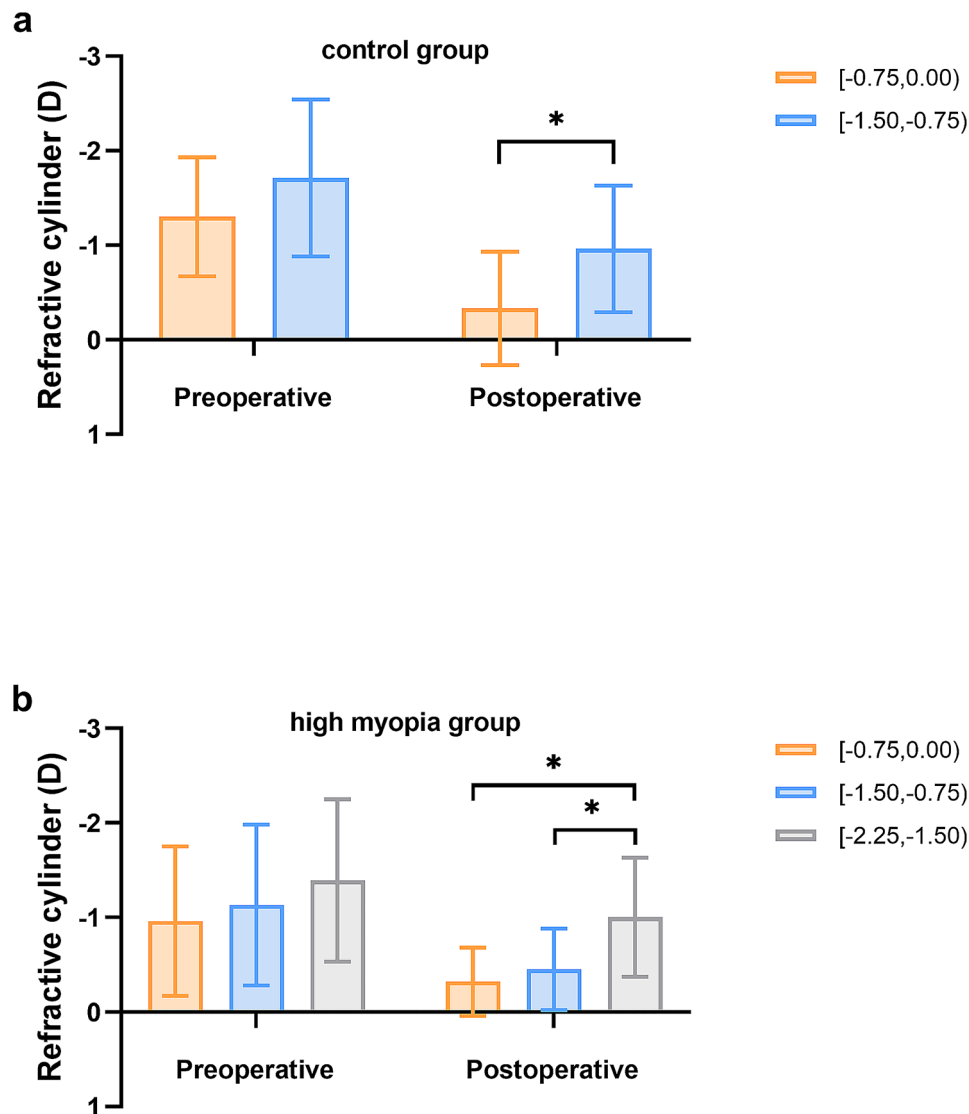 a
control group
[-0.75,0.00)
[-1.50,-0.75)
Refractive cylinder (D)
-3
-2
-1
0
1
*
Preoperative
Postoperative
b
high myopia group
[-0.75,0.00)
[-1.50,-0.75)
[-2.25,-1.50)
Refractive cylinder (D)
-3
-2
-1
0
1
*
*
Preoperative
Postoperative